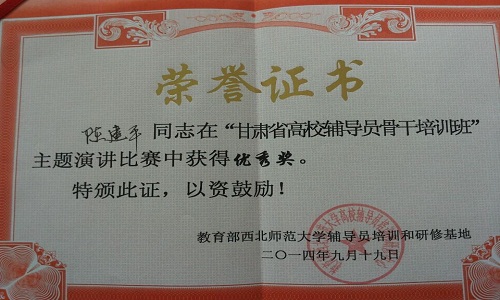 荣誉证书
陈建平 同志在“甘肃省高校辅导员骨干培训班”
主题演讲比赛中获得优秀奖。
特颁此证，以资鼓励！
教育部西北师范大学辅导员培训和研修基地
二〇一四年九月十九日